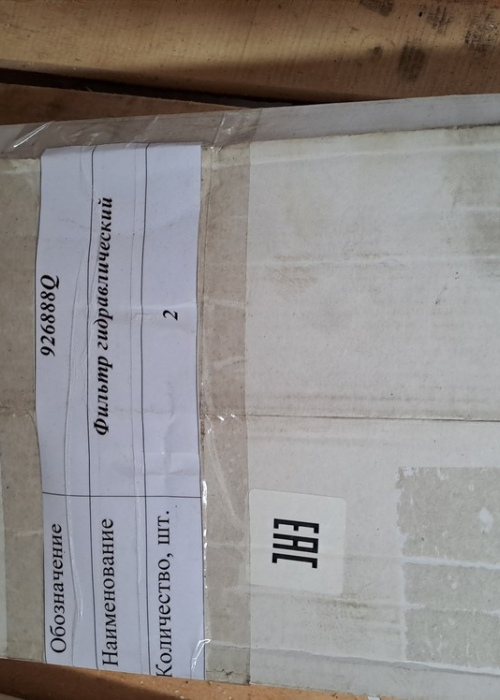 Обозначение 926888Q
Наименование Фильтр гидравлический
Количество, шт. 2
EAC